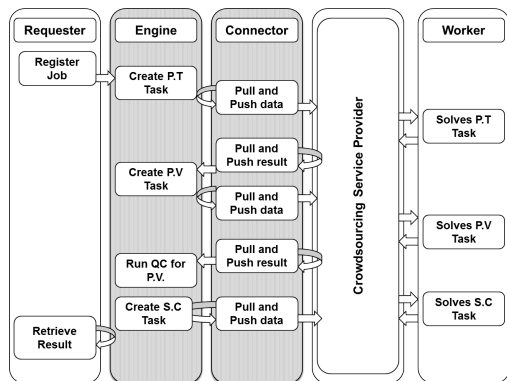 Requester
Engine
Connector
Worker
Register
Job
Create P.T
Task
Pull and
Push data
Solves P.T
Task
Pull and
Push result
Create P.V
Task
Pull and
Push data
Crowdsourcing Service Provider
Solves P.V
Task
Pull and
Push result
Run QC for
P.V.
Create S.C
Task
Pull and
Push data
Solves S.C
Task
Retrieve
Result